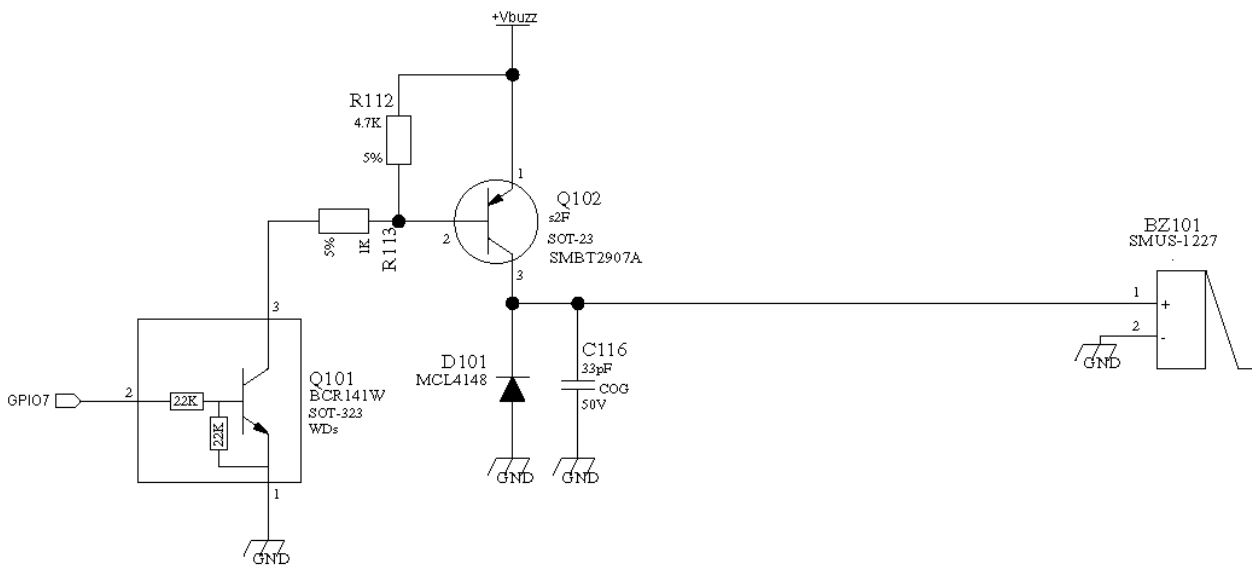 +Vbuzz
R112
4.7K
5%
1
Q102
s2F
SOT-23
SMBT2907A
2
3
5%
1K
R113
BZ101
SMUS-1227
1
+
2
-
GND
3
Q101
BCR141W
SOT-323
WDs
GPIO7
2
22K
22K
1
GND
D101
MCL4148
GND
C116
33pF
COG
50V
GND